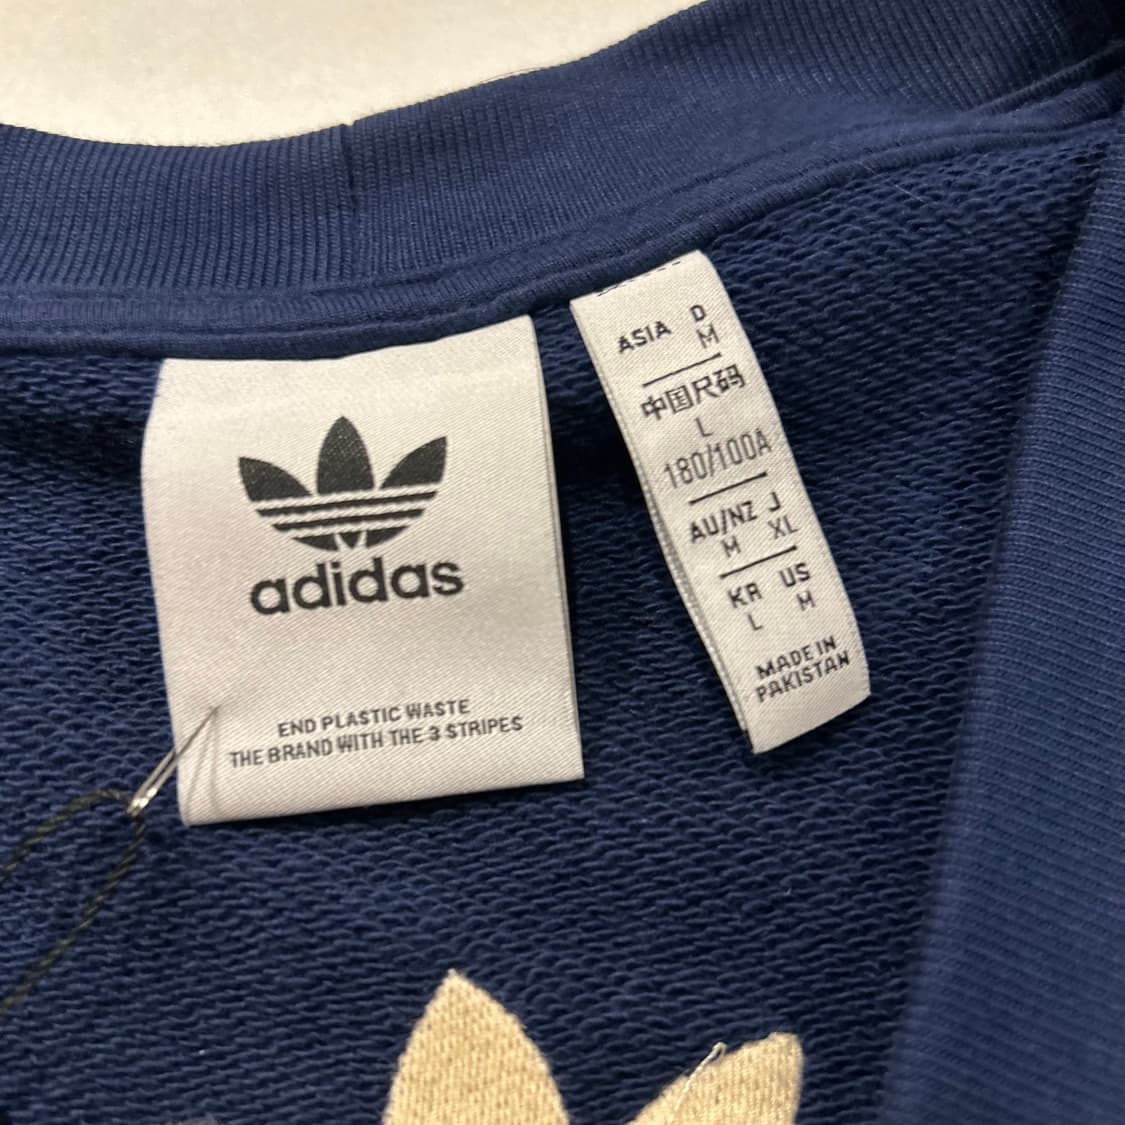 adidas
END PLASTIC WASTE
THE BRAND WITH THE 3 STRIPES
ASIA D
M
中国尺码
L
180/100A
AU/NZ J
M XL
KR US
L M
MADE IN
PAKISTAN